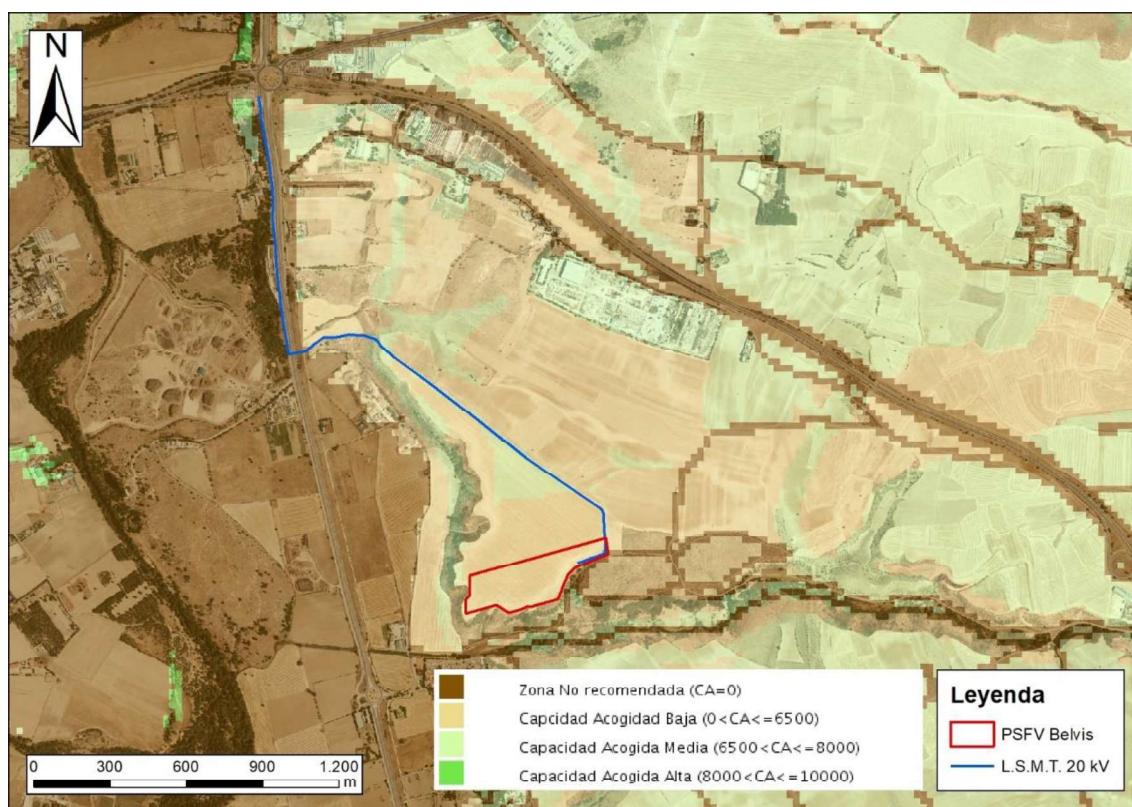 N
0 300 600 900 1.200
m
Zona No recomendada (CA=0)
Capcidad Acogidad Baja (0<CA<=6500)
Capacidad Acogida Media (6500<CA<=8000)
Capacidad Acogida Alta (8000<CA<=10000)
Leyenda
PSFV Belvis
L.S.M.T. 20 kV